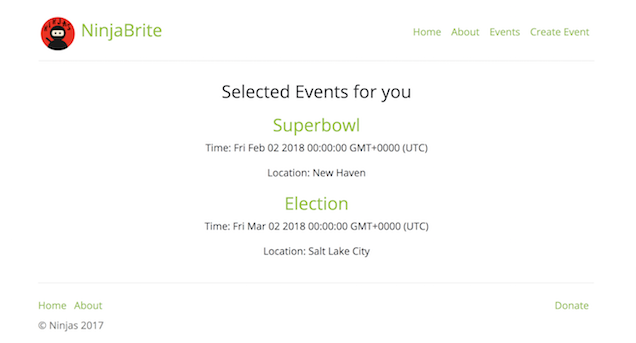 NinjaBrite
Home About Events Create Event
Selected Events for you
Superbowl
Time: Fri Feb 02 2018 00:00:00 GMT+0000 (UTC)
Location: New Haven
Election
Time: Fri Mar 02 2018 00:00:00 GMT+0000 (UTC)
Location: Salt Lake City
Home About Donate
© Ninjas 2017